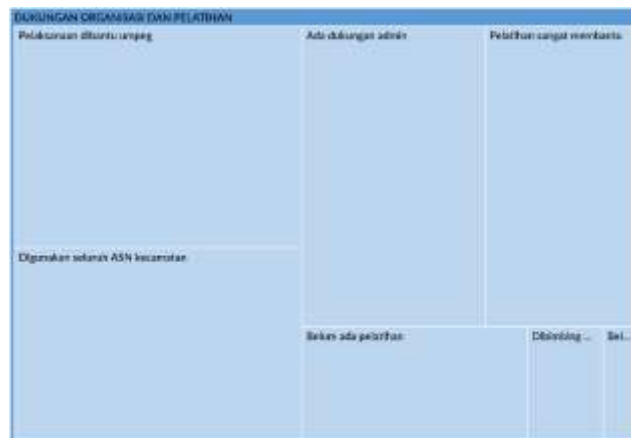 DUKUNGAN ORGANISASI DAN PELATIHAN
Pelaksanaan dibantu umpeg
Ada dukungan admin
Pelatihan sangat membantu
Digunakan seluruh ASN kecamatan
Belum ada pelatihan
Dibimbing ...
Bel...